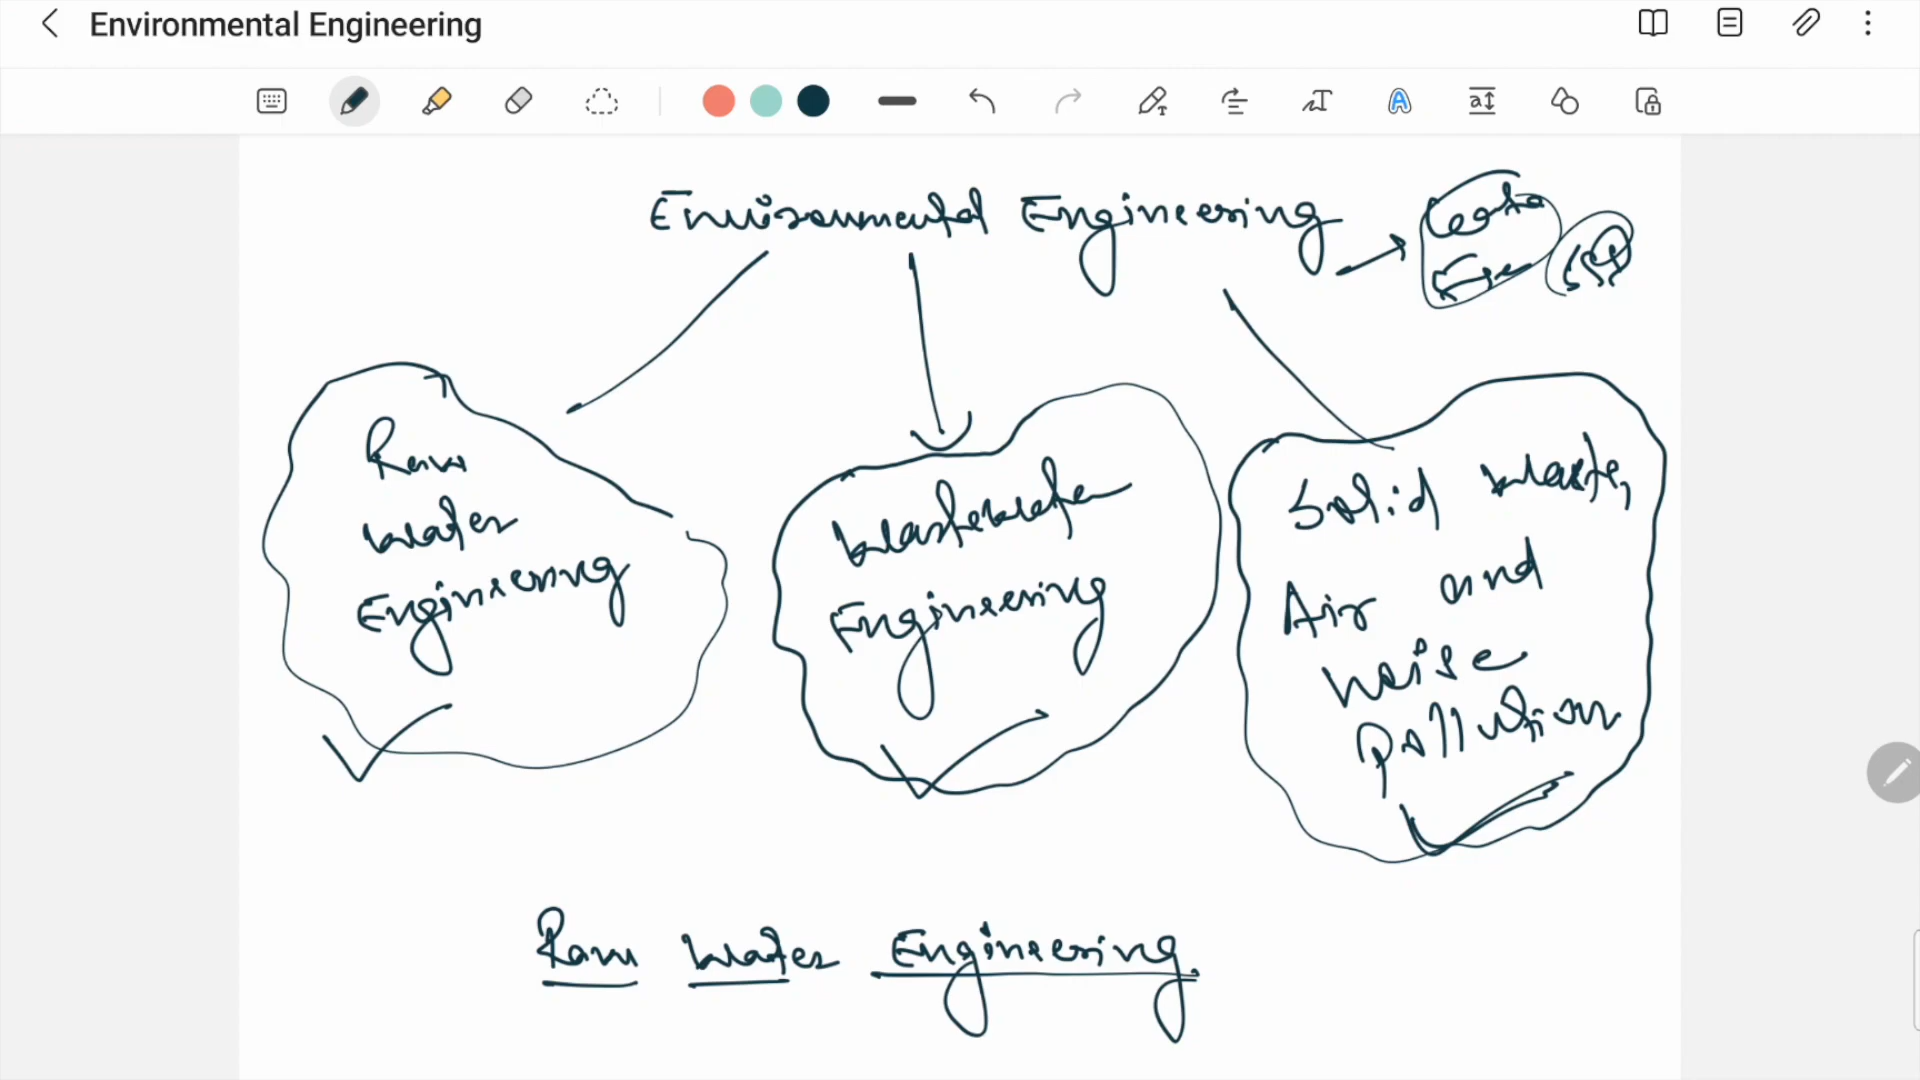 Environmental Engineering
Environmental Engineering
Raw
Water
Engineering
Wastewater
Engineering
Solid Waste,
Air and
Noise
pollution
Raw Water Engineering